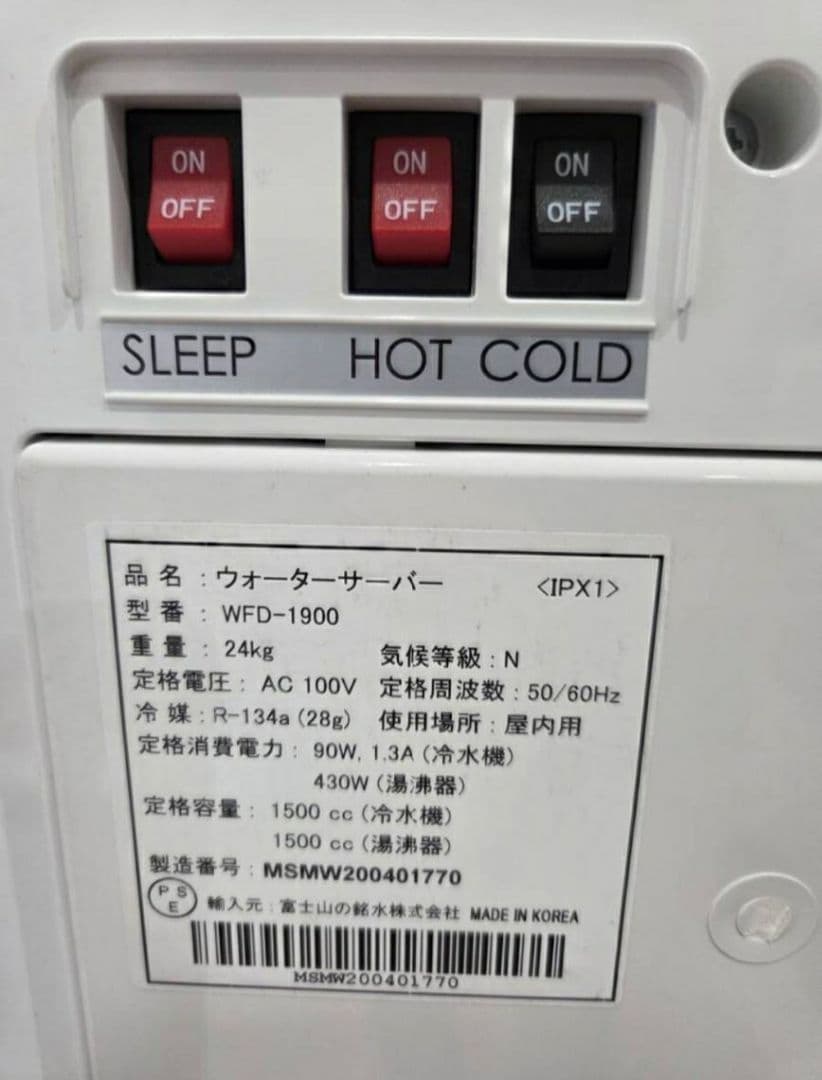 ON ON ON
OFF OFF OFF
SLEEP HOT COLD
品名 : ウォーターサーバー <IPX1>
型番 : WFD-1900
重量 : 24kg 気候等級 : N
定格電圧 : AC 100V 定格周波数 : 50/60Hz
冷媒 : R-134a (28g) 使用場所 : 屋内用
定格消費電力 : 90W, 1.3A (冷水機)
430W (湯沸器)
定格容量 : 1500 cc (冷水機)
1500 cc (湯沸器)
製造番号 : MSMW200401770
PSE 輸入元 : 富士山の銘水株式会社 MADE IN KOREA
MSMW200401770